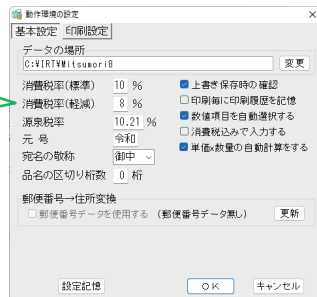 動作環境の設定
基本設定 印刷設定
データの場所
C:¥IRT¥Mitsumori8 変更
消費税率(標準) 10 % 上書き保存時の確認
消費税率(軽減) 8 % 印刷毎に印刷履歴を記憶
源泉税率 10.21 % 数値項目を自動選択する
元 号 令和 消費税込みで入力する
宛名の敬称 御中 単価x数量の自動計算をする
品名の区切り桁数 0 桁
郵便番号→住所変換
郵便番号データを使用する (郵便番号データ無し) 更新
設定記憶 OK キャンセル